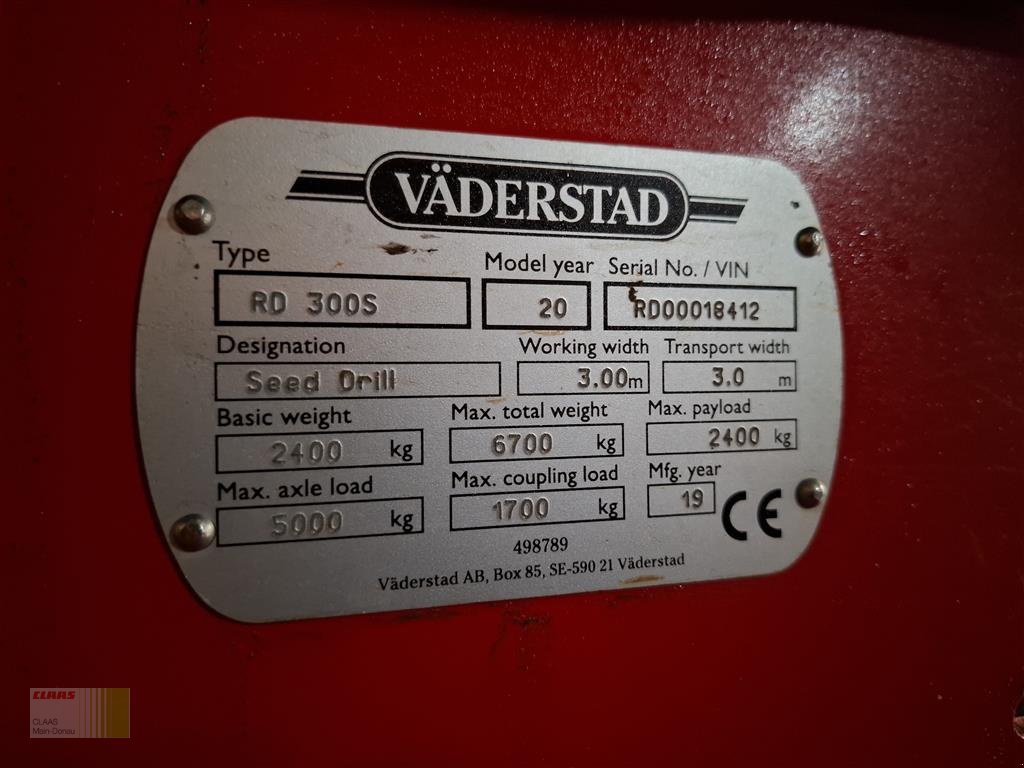 VÄDERSTAD
Type Model year Serial No. / VIN
RD 300S 20 RD00018412
Designation Working width Transport width
Seed Drill 3.00m 3.0 m
Basic weight Max. total weight Max. payload
2400 kg 6700 kg 2400 kg
Max. axle load Max. coupling load Mfg. year
5000 kg 1700 kg 19 CE
498789
Väderstad AB, Box 85, SE-590 21 Väderstad
CLAAS
CLAAS
Main-Donau